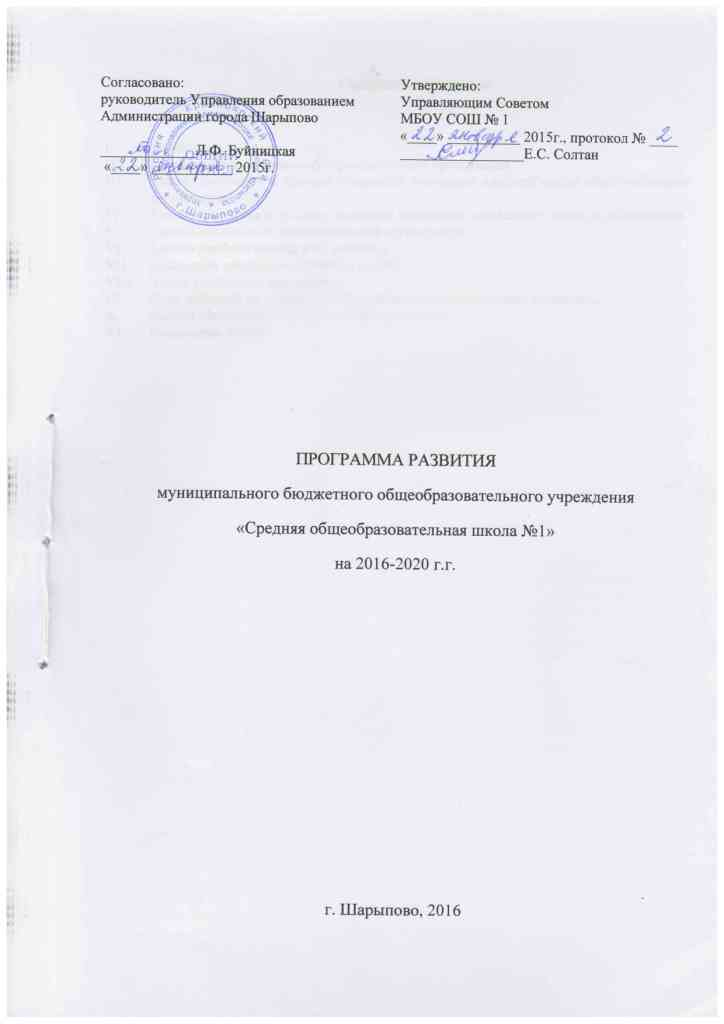 Согласовано:
руководитель Управления образованием
Администрации города Шарыпово
Л.Ф. Буйницкая
«22» января 2015г.
Утверждено:
Управляющим Советом
МБОУ СОШ № 1
«22» января 2015г., протокол № 2
Е.С. Солтан
г. Шарыпово
ПРОГРАММА РАЗВИТИЯ
муниципального бюджетного общеобразовательного учреждения
«Средняя общеобразовательная школа №1»
на 2016-2020 г.г.
г. Шарыпово, 2016